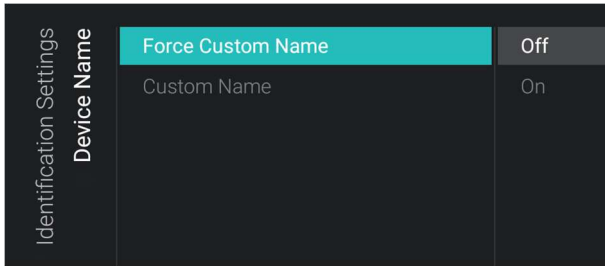 Identification Settings
Device Name
Force Custom Name
Off
Custom Name
On